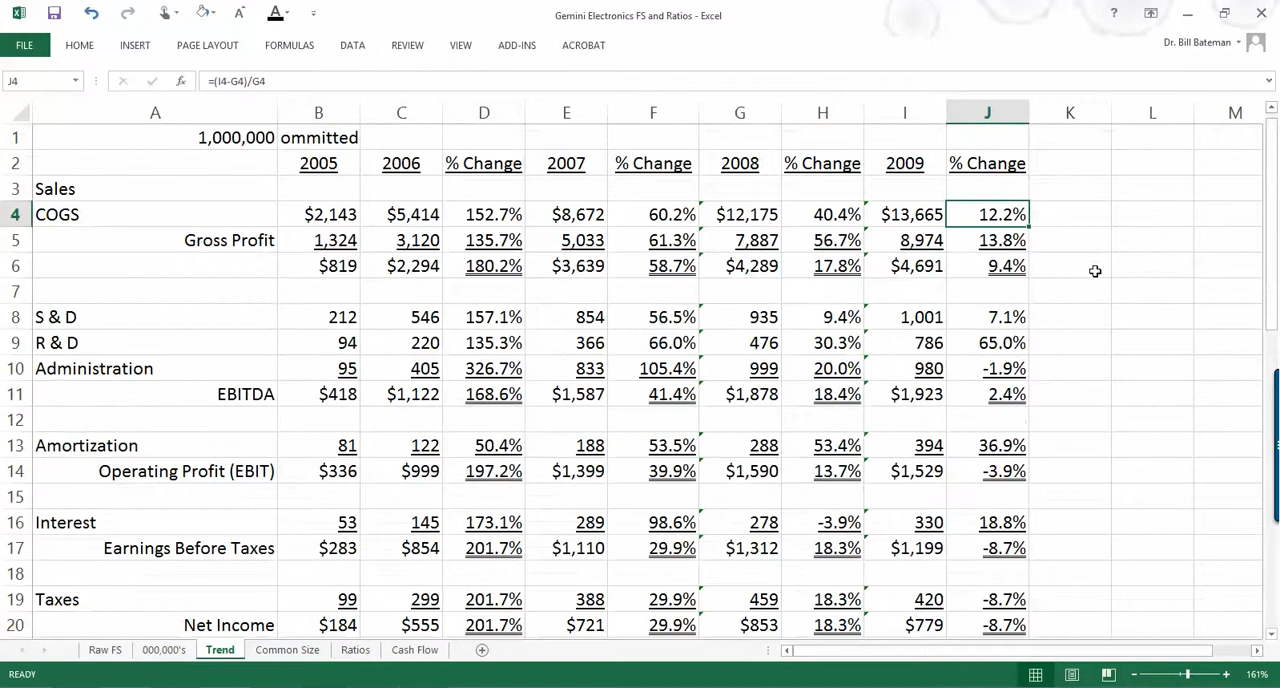 Gemini Electronics FS and Ratios - Excel
FILE HOME INSERT PAGE LAYOUT FORMULAS DATA REVIEW VIEW ADD-INS ACROBAT Dr. Bill Bateman
J4 fx =(I4-G4)/G4
A B C D E F G H I J K L M
1 1,000,000 ommitted
2 2005 2006 % Change 2007 % Change 2008 % Change 2009 % Change
3 Sales
4 COGS $2,143 $5,414 152.7% $8,672 60.2% $12,175 40.4% $13,665 12.2%
5 Gross Profit 1,324 3,120 135.7% 5,033 61.3% 7,887 56.7% 8,974 13.8%
6 $819 $2,294 180.2% $3,639 58.7% $4,289 17.8% $4,691 9.4%
7
8 S & D 212 546 157.1% 854 56.5% 935 9.4% 1,001 7.1%
9 R & D 94 220 135.3% 366 66.0% 476 30.3% 786 65.0%
10 Administration 95 405 326.7% 833 105.4% 999 20.0% 980 -1.9%
11 EBITDA $418 $1,122 168.6% $1,587 41.4% $1,878 18.4% $1,923 2.4%
12
13 Amortization 81 122 50.4% 188 53.5% 288 53.4% 394 36.9%
14 Operating Profit (EBIT) $336 $999 197.2% $1,399 39.9% $1,590 13.7% $1,529 -3.9%
15
16 Interest 53 145 173.1% 289 98.6% 278 -3.9% 330 18.8%
17 Earnings Before Taxes $283 $854 201.7% $1,110 29.9% $1,312 18.3% $1,199 -8.7%
18
19 Taxes 99 299 201.7% 388 29.9% 459 18.3% 420 -8.7%
20 Net Income $184 $555 201.7% $721 29.9% $853 18.3% $779 -8.7%
Raw FS 000,000's Trend Common Size Ratios Cash Flow
READY 161%